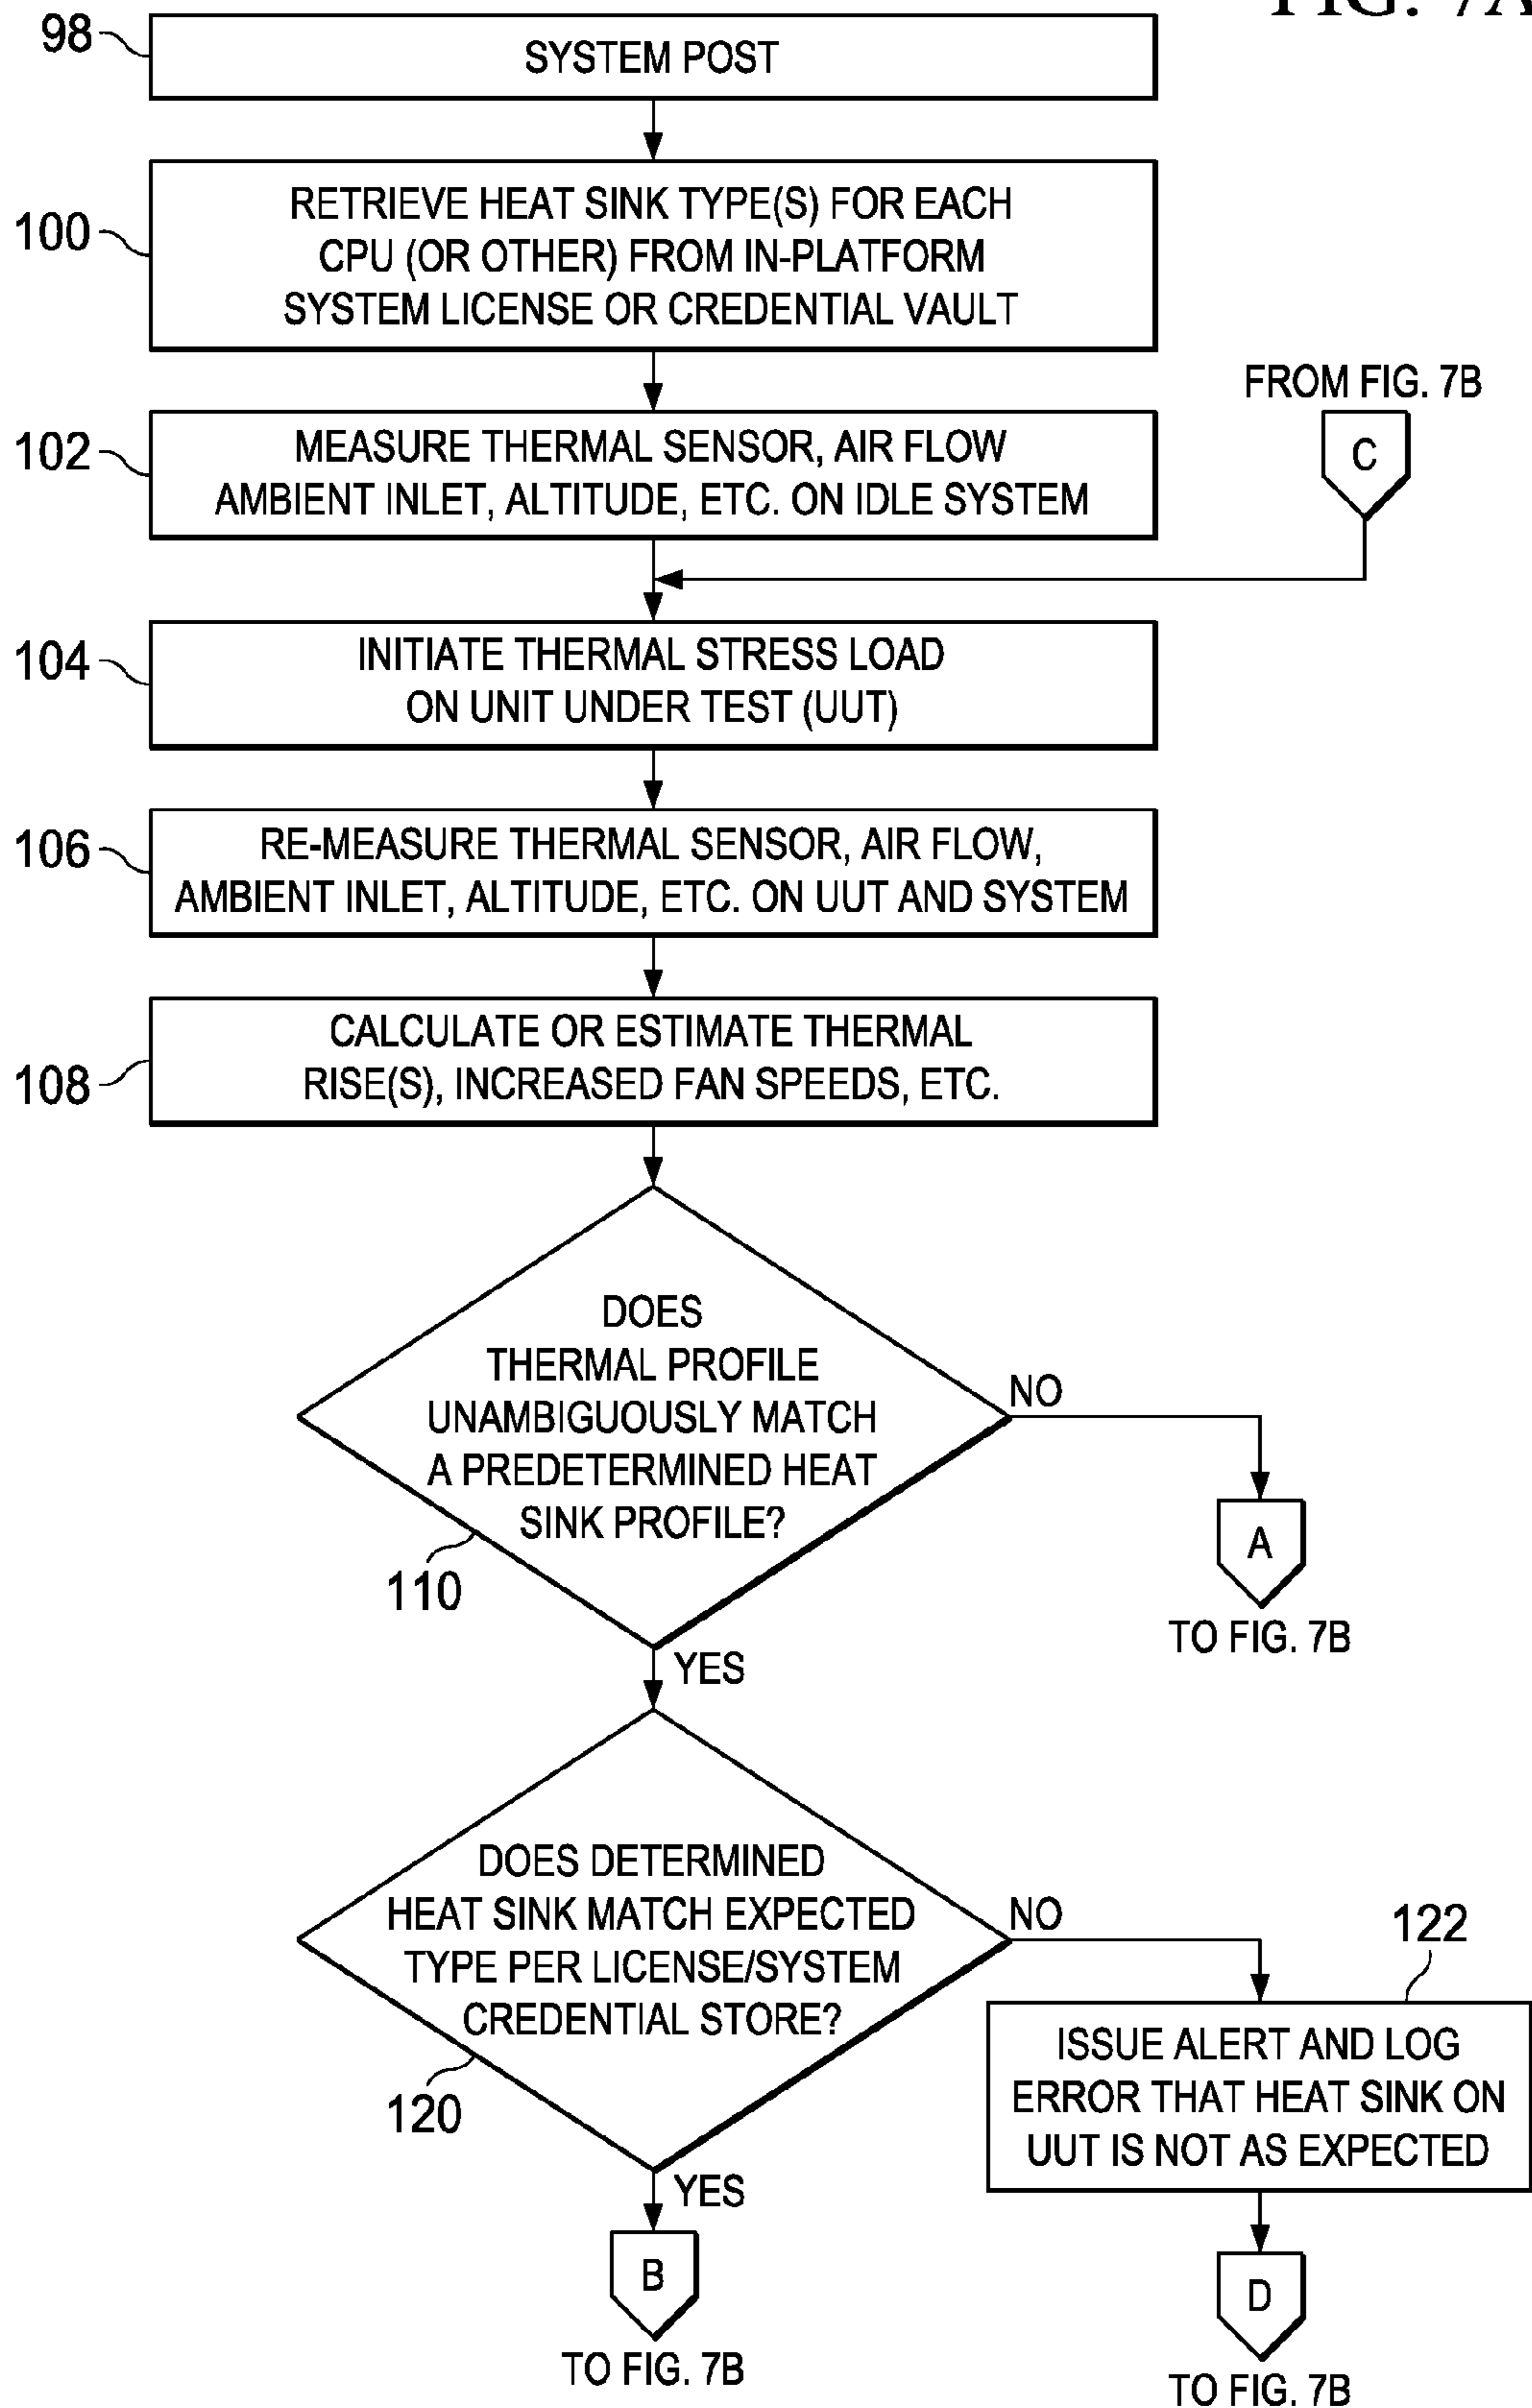 FIG. 7A
98
SYSTEM POST
100
RETRIEVE HEAT SINK TYPE(S) FOR EACH
CPU (OR OTHER) FROM IN-PLATFORM
SYSTEM LICENSE OR CREDENTIAL VAULT
FROM FIG. 7B
C
102
MEASURE THERMAL SENSOR, AIR FLOW
AMBIENT INLET, ALTITUDE, ETC. ON IDLE SYSTEM
104
INITIATE THERMAL STRESS LOAD
ON UNIT UNDER TEST (UUT)
106
RE-MEASURE THERMAL SENSOR, AIR FLOW,
AMBIENT INLET, ALTITUDE, ETC. ON UUT AND SYSTEM
108
CALCULATE OR ESTIMATE THERMAL
RISE(S), INCREASED FAN SPEEDS, ETC.
DOES
THERMAL PROFILE
UNAMBIGUOUSLY MATCH
A PREDETERMINED HEAT
SINK PROFILE?
110
NO
A
TO FIG. 7B
YES
DOES DETERMINED
HEAT SINK MATCH EXPECTED
TYPE PER LICENSE/SYSTEM
CREDENTIAL STORE?
120
NO
122
ISSUE ALERT AND LOG
ERROR THAT HEAT SINK ON
UUT IS NOT AS EXPECTED
YES
B
TO FIG. 7B
D
TO FIG. 7B